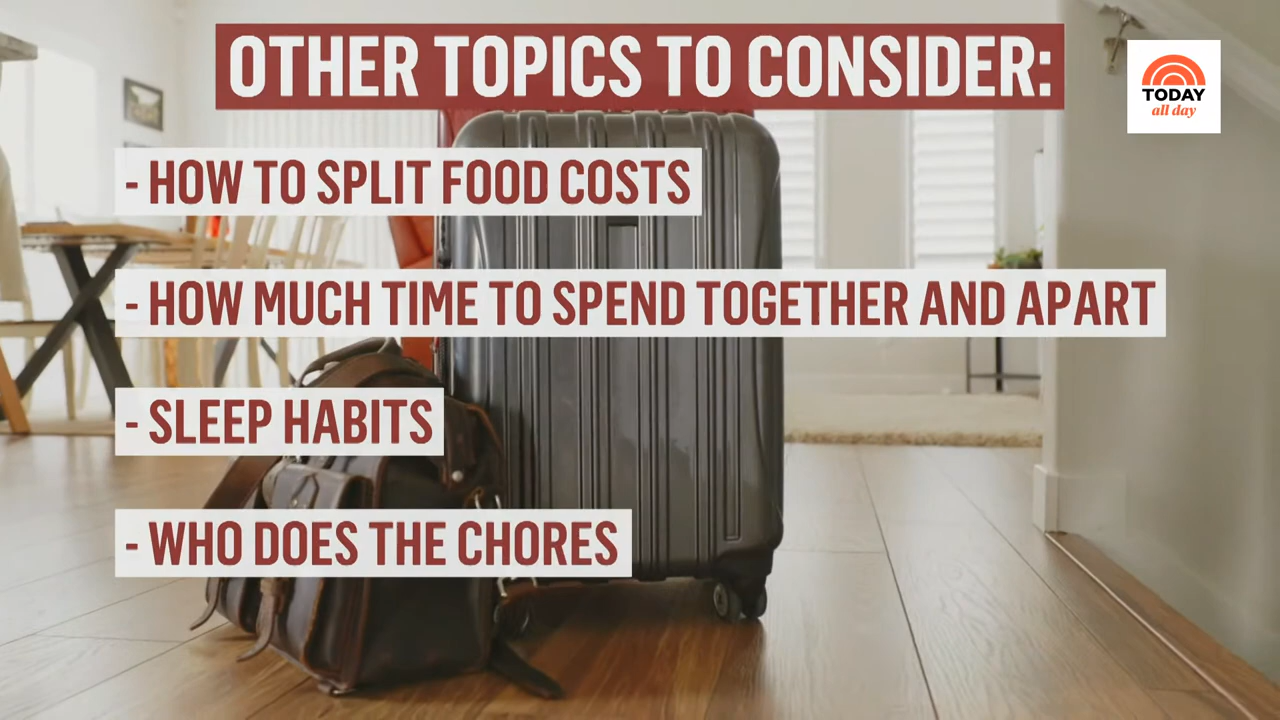 OTHER TOPICS TO CONSIDER:
TODAY
all day
- HOW TO SPLIT FOOD COSTS
- HOW MUCH TIME TO SPEND TOGETHER AND APART
- SLEEP HABITS
- WHO DOES THE CHORES